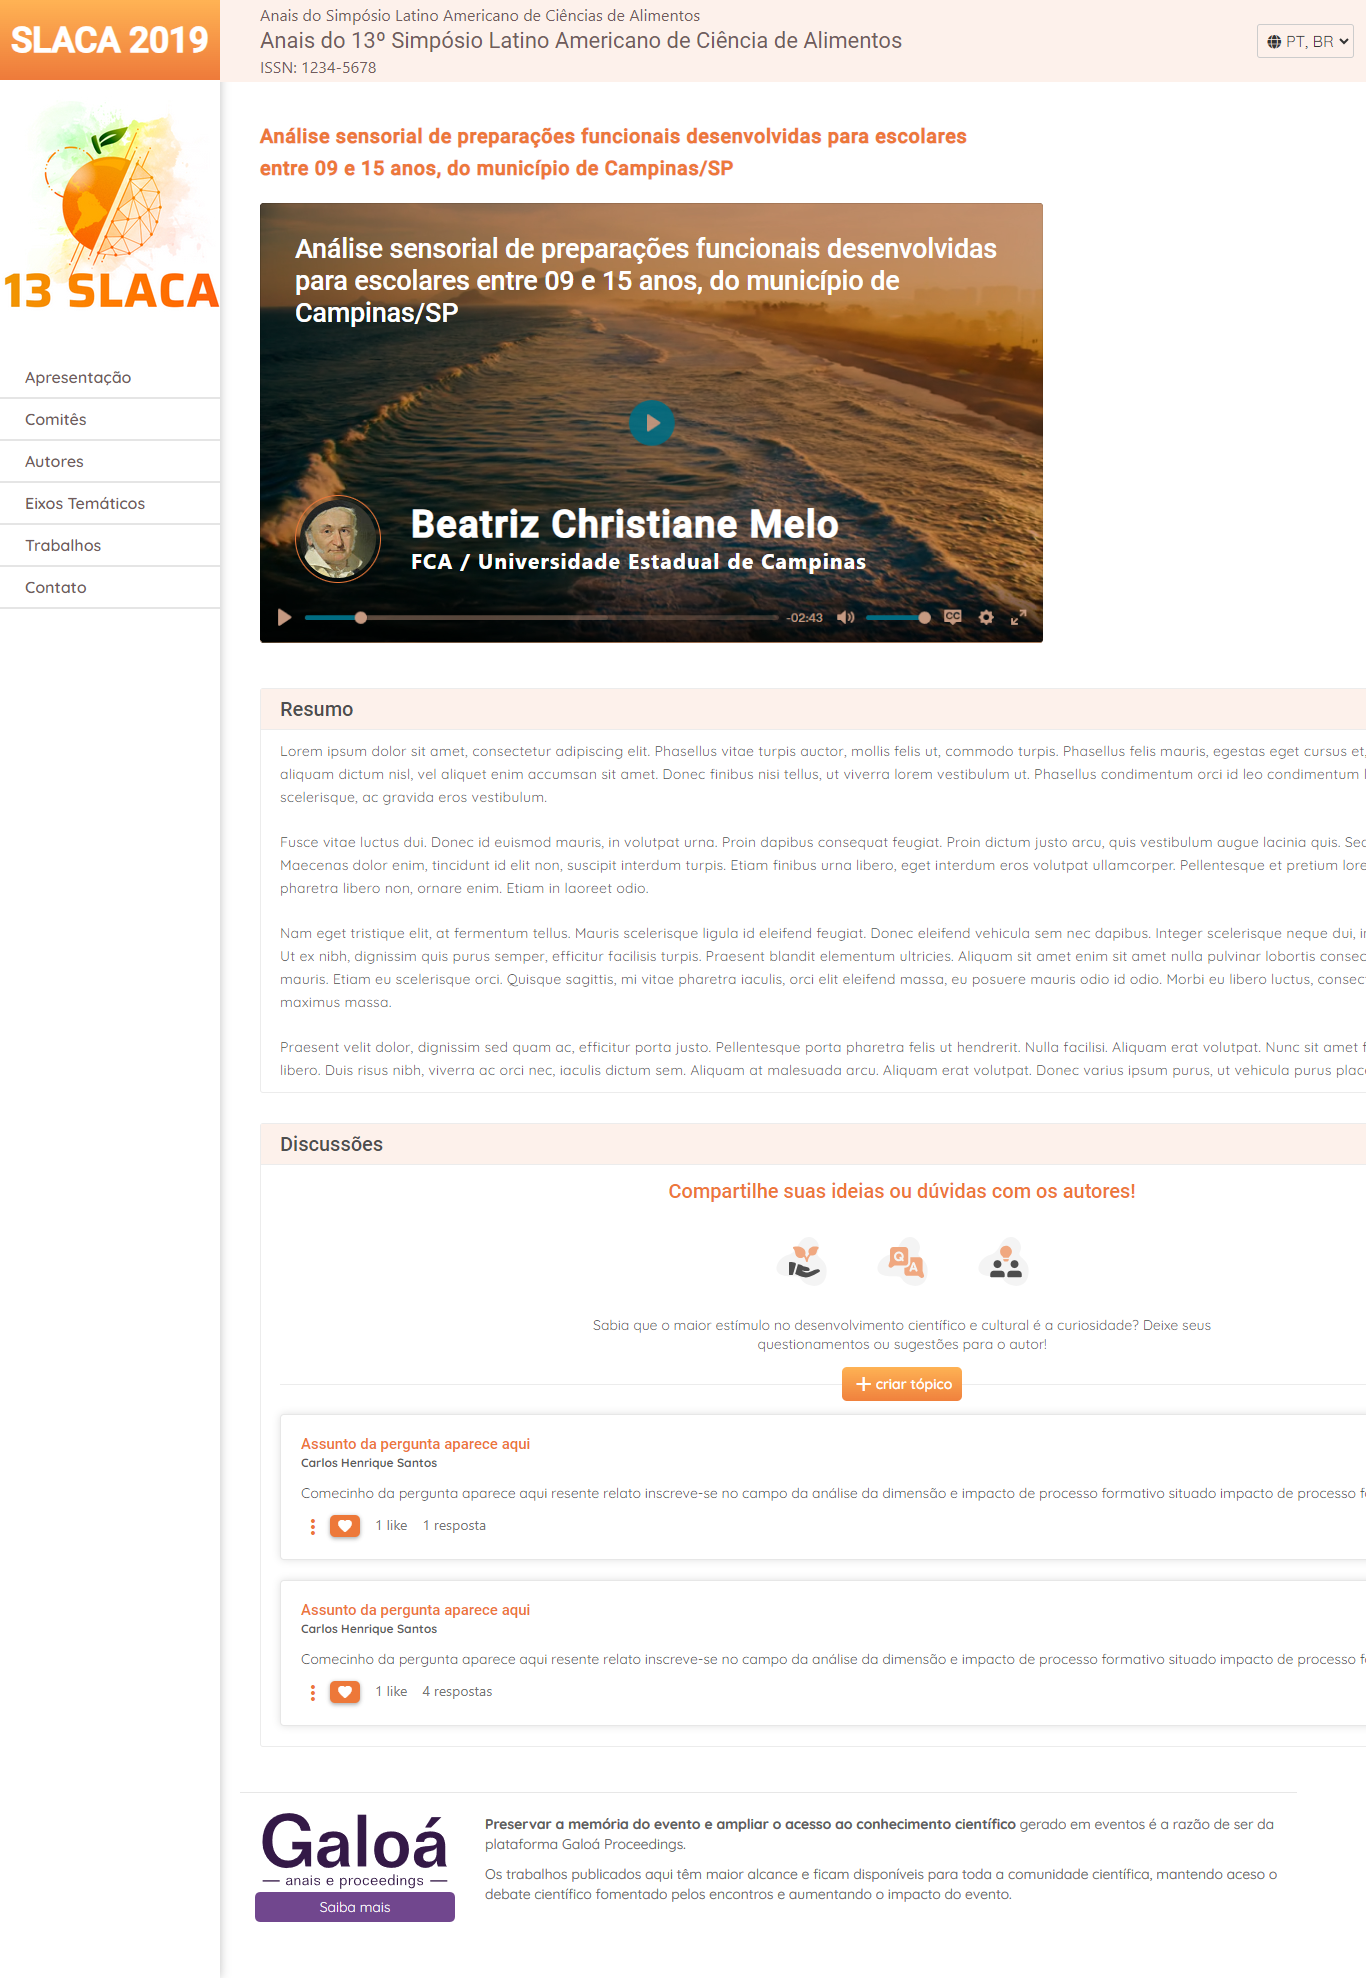 SLACA 2019
Anais do Simpósio Latino Americano de Ciências de Alimentos
Anais do 13º Simpósio Latino Americano de Ciência de Alimentos
ISSN: 1234-5678
PT, BR
13 SLACA
Apresentação
Comitês
Autores
Eixos Temáticos
Trabalhos
Contato
Análise sensorial de preparações funcionais desenvolvidas para escolares
entre 09 e 15 anos, do município de Campinas/SP
Análise sensorial de preparações funcionais desenvolvidas
para escolares entre 09 e 15 anos, do município de
Campinas/SP
Beatriz Christiane Melo
FCA / Universidade Estadual de Campinas
-02:43
CC
Resumo
Lorem ipsum dolor sit amet, consectetur adipiscing elit. Phasellus vitae turpis auctor, mollis felis ut, commodo turpis. Phasellus felis mauris, egestas eget cursus et,
aliquam dictum nisl, vel aliquet enim accumsan sit amet. Donec finibus nisi tellus, ut viverra lorem vestibulum ut. Phasellus condimentum orci id leo condimentum
scelerisque, ac gravida eros vestibulum.
Fusce vitae luctus dui. Donec id euismod mauris, in volutpat urna. Proin dapibus consequat feugiat. Proin dictum justo arcu, quis vestibulum augue lacinia quis. Sed
Maecenas dolor enim, tincidunt id elit non, suscipit interdum turpis. Etiam finibus urna libero, eget interdum eros volutpat ullamcorper. Pellentesque et pretium lore
pharetra libero non, ornare enim. Etiam in laoreet odio.
Nam eget tristique elit, at fermentum tellus. Mauris scelerisque ligula id eleifend feugiat. Donec eleifend vehicula sem nec dapibus. Integer scelerisque neque dui, in
Ut ex nibh, dignissim quis purus semper, efficitur facilisis turpis. Praesent blandit elementum ultricies. Aliquam sit amet enim sit amet nulla pulvinar lobortis consec
mauris. Etiam eu scelerisque orci. Quisque sagittis, mi vitae pharetra iaculis, orci elit eleifend massa, eu posuere mauris odio id odio. Morbi eu libero luctus, consect
maximus massa.
Praesent velit dolor, dignissim sed quam ac, efficitur porta justo. Pellentesque porta pharetra felis ut hendrerit. Nulla facilisi. Aliquam erat volutpat. Nunc sit amet f
libero. Duis risus nibh, viverra ac orci nec, iaculis dictum sem. Aliquam at malesuada arcu. Aliquam erat volutpat. Donec varius ipsum purus, ut vehicula purus place
Discussões
Compartilhe suas ideias ou dúvidas com os autores!
Q A
Sabia que o maior estímulo no desenvolvimento científico e cultural é a curiosidade? Deixe seus
questionamentos ou sugestões para o autor!
+ criar tópico
Assunto da pergunta aparece aqui
Carlos Henrique Santos
Comecinho da pergunta aparece aqui resente relato inscreve-se no campo da análise da dimensão e impacto de processo formativo situado impacto de processo fo
1 like 1 resposta
Assunto da pergunta aparece aqui
Carlos Henrique Santos
Comecinho da pergunta aparece aqui resente relato inscreve-se no campo da análise da dimensão e impacto de processo formativo situado impacto de processo fo
1 like 4 respostas
Galoá
anais e proceedings
Saiba mais
Preservar a memória do evento e ampliar o acesso ao conhecimento científico gerado em eventos é a razão de ser da
plataforma Galoá Proceedings.
Os trabalhos publicados aqui têm maior alcance e ficam disponíveis para toda a comunidade científica, mantendo aceso o
debate científico fomentado pelos encontros e aumentando o impacto do evento.